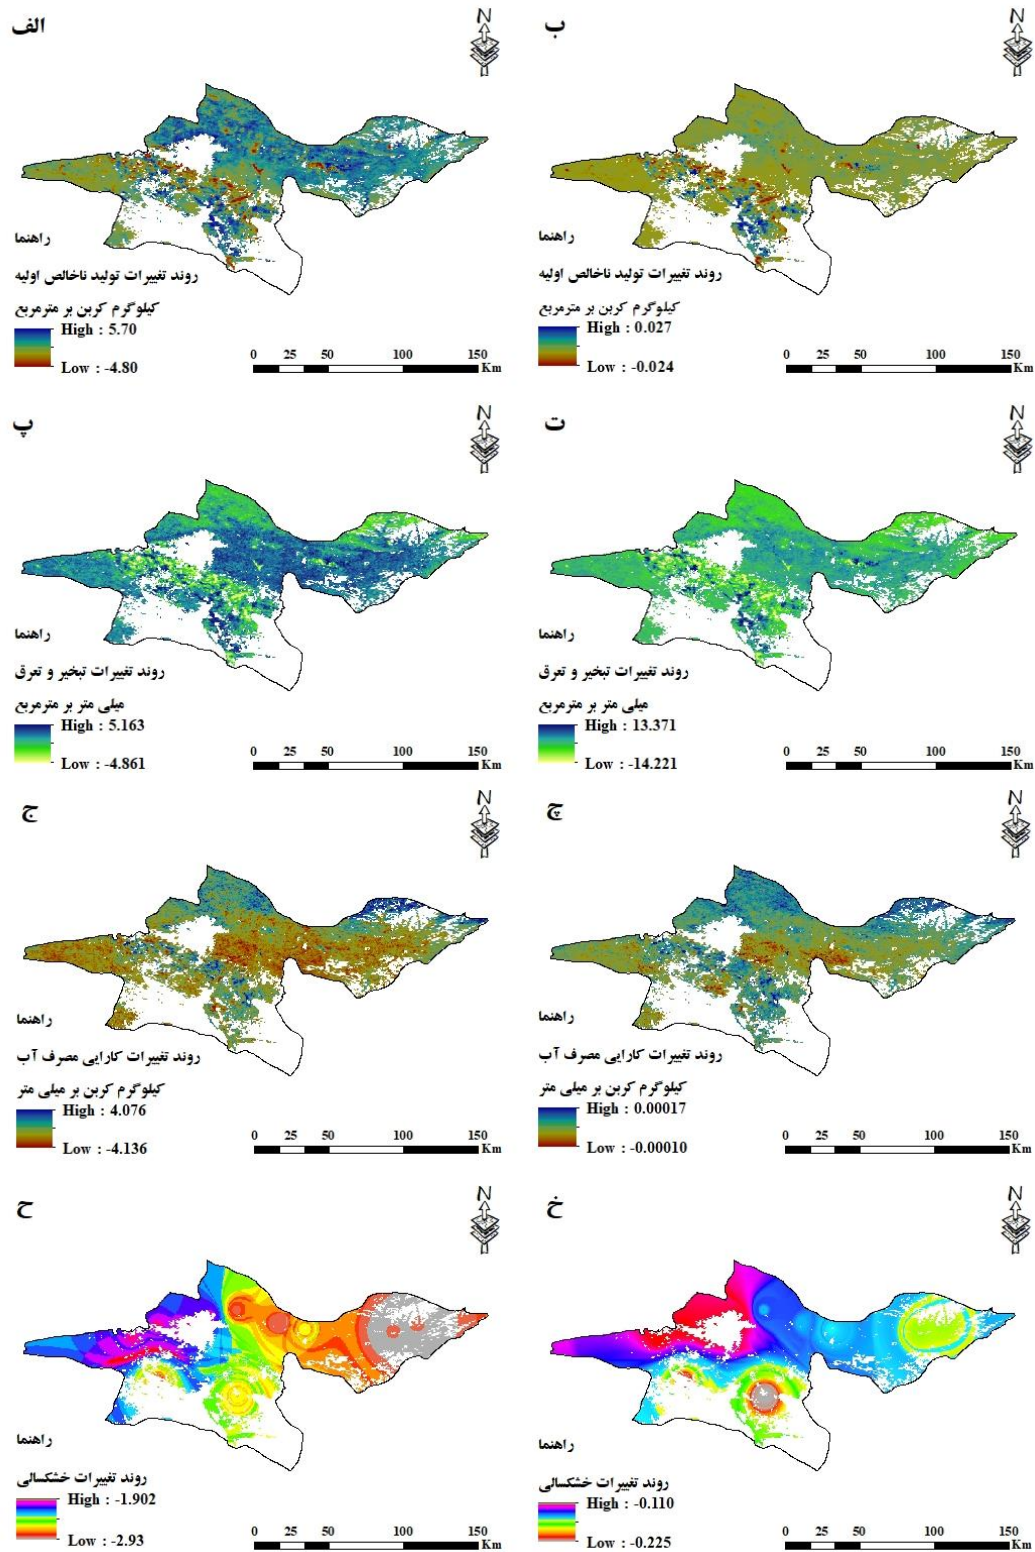 الف
N
راهنما
روند تغییرات تولید ناخالص اولیه
کیلوگرم کربن بر مترمربع
High : 5.70
Low : -4.80
0 25 50 100 150
Km
ب
N
راهنما
روند تغییرات تولید ناخالص اولیه
کیلوگرم کربن بر مترمربع
High : 0.027
Low : -0.024
0 25 50 100 150
Km
پ
N
راهنما
روند تغییرات تبخیر و تعرق
میلی متر بر مترمربع
High : 5.163
Low : -4.861
0 25 50 100 150
Km
ت
N
راهنما
روند تغییرات تبخیر و تعرق
میلی متر بر مترمربع
High : 13.371
Low : -14.221
0 25 50 100 150
Km
ج
N
راهنما
روند تغییرات کارایی مصرف آب
کیلوگرم کربن بر میلی متر
High : 4.076
Low : -4.136
0 25 50 100 150
Km
چ
N
راهنما
روند تغییرات کارایی مصرف آب
کیلوگرم کربن بر میلی متر
High : 0.00017
Low : -0.00010
0 25 50 100 150
Km
ح
N
راهنما
روند تغییرات خشکسالی
High : -1.902
Low : -2.93
0 25 50 100 150
Km
خ
N
راهنما
روند تغییرات خشکسالی
High : -0.110
Low : -0.225
0 25 50 100 150
Km